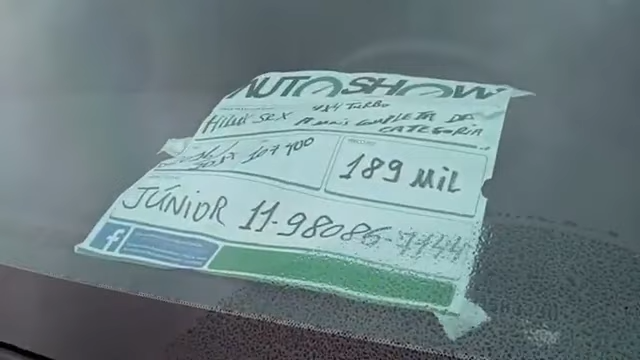 AUTOSHOW
HILUX SRX 4X4 TURBO
A MAIS COMPLETA DA CATEGORIA
189 MIL
JÚNIOR 11-98086-
f